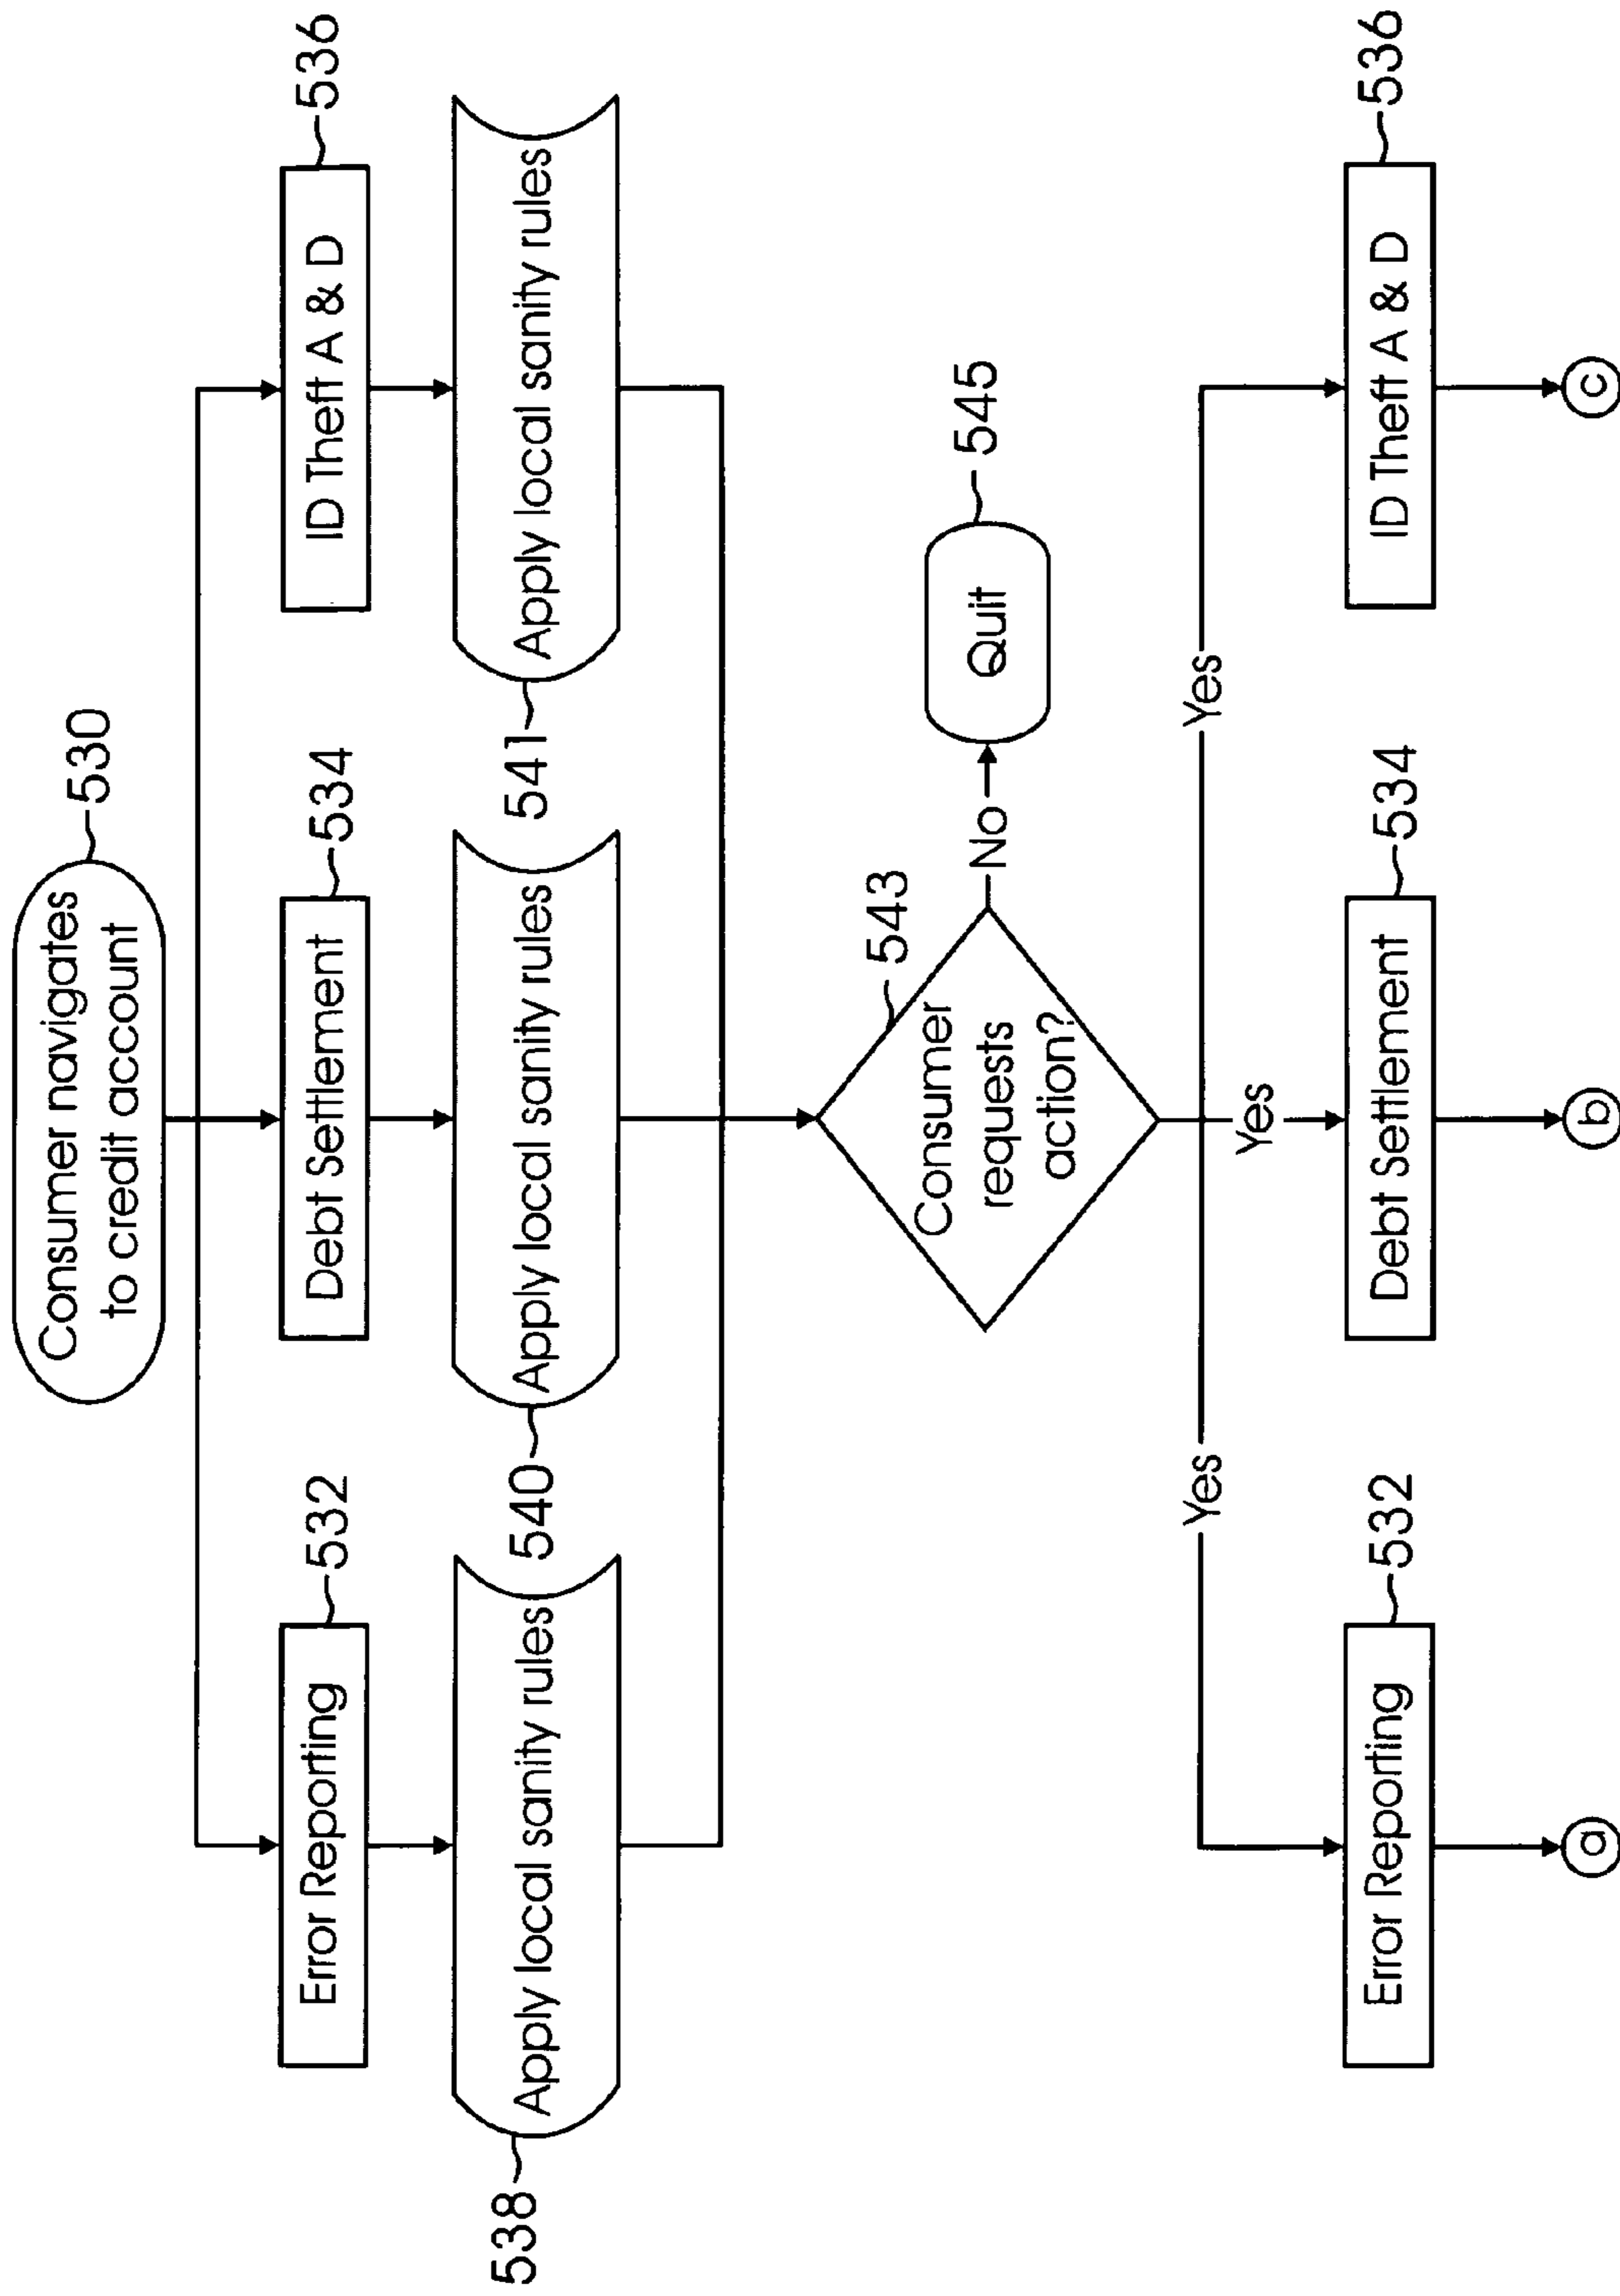 Consumer navigates
to credit account
530
Error Reporting
532
Debt Settlement
534
ID Theft A & D
536
Apply local sanity rules
538
Apply local sanity rules
540
Apply local sanity rules
541
Consumer
requests
action?
543
No
Quit
545
Yes
Yes
Yes
Error Reporting
532
Debt Settlement
534
ID Theft A & D
536
a
b
c